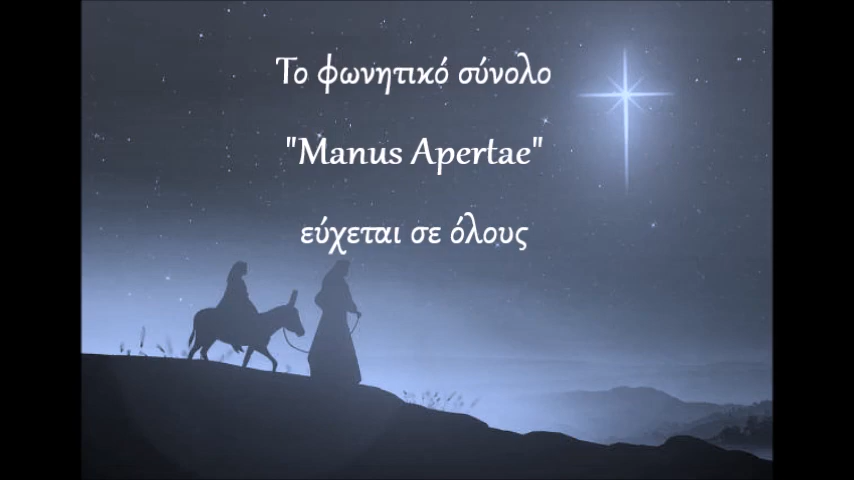 Το φωνητικό σύνολο
"Manus Apertae"
εύχεται σε όλους